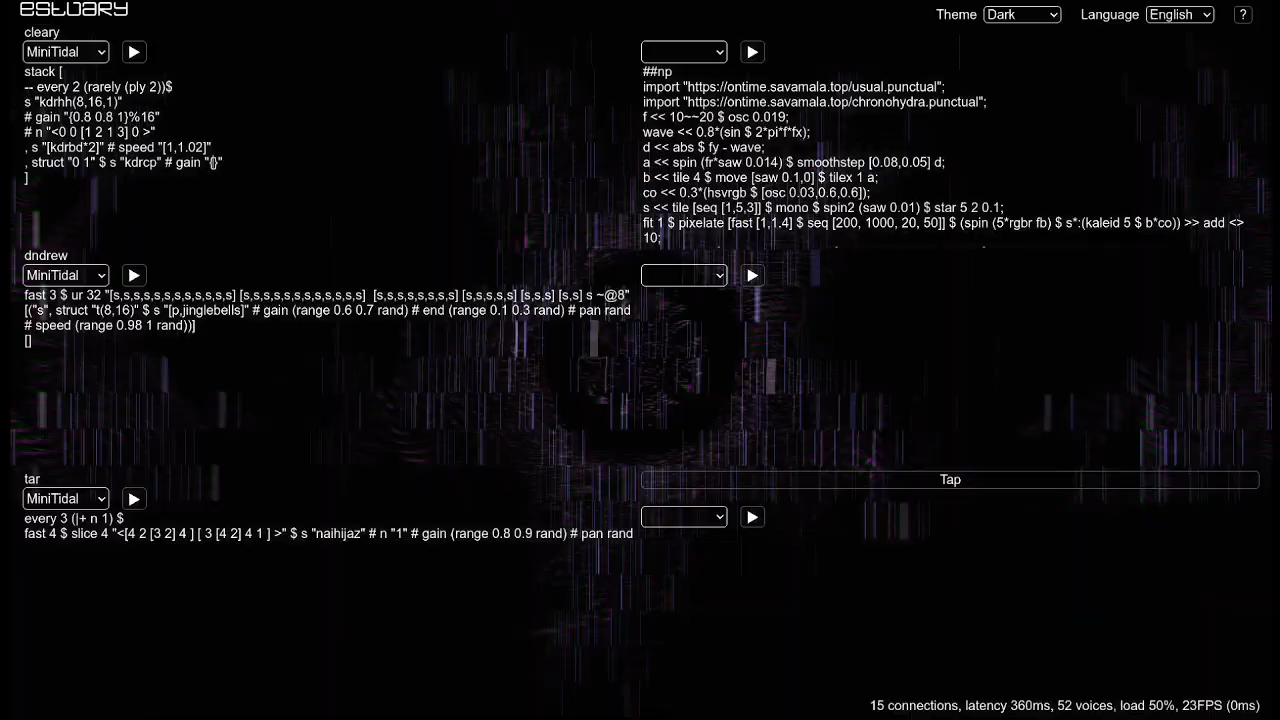 estuary
Theme Dark Language English ?
cleary
MiniTidal
stack [
-- every 2 (rarely (ply 2))$
s "kdrhh(8,16,1)"
# gain "{0.8 0.8 1}%16"
# n "<0 0 [1 2 1 3] 0 >"
, s "[kdrbd*2]" # speed "[1,1.02]"
, struct "0 1" $ s "kdrcp" # gain "{}"
]
##np
import "https://ontime.savamala.top/usual.punctual";
import "https://ontime.savamala.top/chronohydra.punctual";
f << 10~~20 $ osc 0.019;
wave << 0.8*(sin $ 2*pi*f*fx);
d << abs $ fy - wave;
a << spin (fr*saw 0.014) $ smoothstep [0.08,0.05] d;
b << tile 4 $ move [saw 0.1,0] $ tilex 1 a;
co << 0.3*(hsvrgb $ [osc 0.03,0.6,0.6]);
s << tile [seq [1,5,3]] $ mono $ spin2 (saw 0.01) $ star 5 2 0.1;
fit 1 $ pixelate [fast [1,1.4] $ seq [200, 1000, 20, 50]] $ (spin (5*rgbr fb) $ s*:(kaleid 5 $ b*co)) >> add <>
10;
dndrew
MiniTidal
fast 3 $ ur 32 "[s,s,s,s,s,s,s,s,s,s,s,s] [s,s,s,s,s,s,s,s,s,s,s,s]  [s,s,s,s,s,s,s,s] [s,s,s,s,s] [s,s,s] [s,s] s ~@8"
[("s", struct "t(8,16)" $ s "[p,jinglebells]" # gain (range 0.6 0.7 rand) # end (range 0.1 0.3 rand) # pan rand
# speed (range 0.98 1 rand))]
[]
tar
MiniTidal
every 3 (|+ n 1) $
fast 4 $ slice 4 "<[4 2 [3 2] 4 ] [ 3 [4 2] 4 1 ] >" $ s "naihijaz" # n "1" # gain (range 0.8 0.9 rand) # pan rand
Tap
15 connections, latency 360ms, 52 voices, load 50%, 23FPS (0ms)